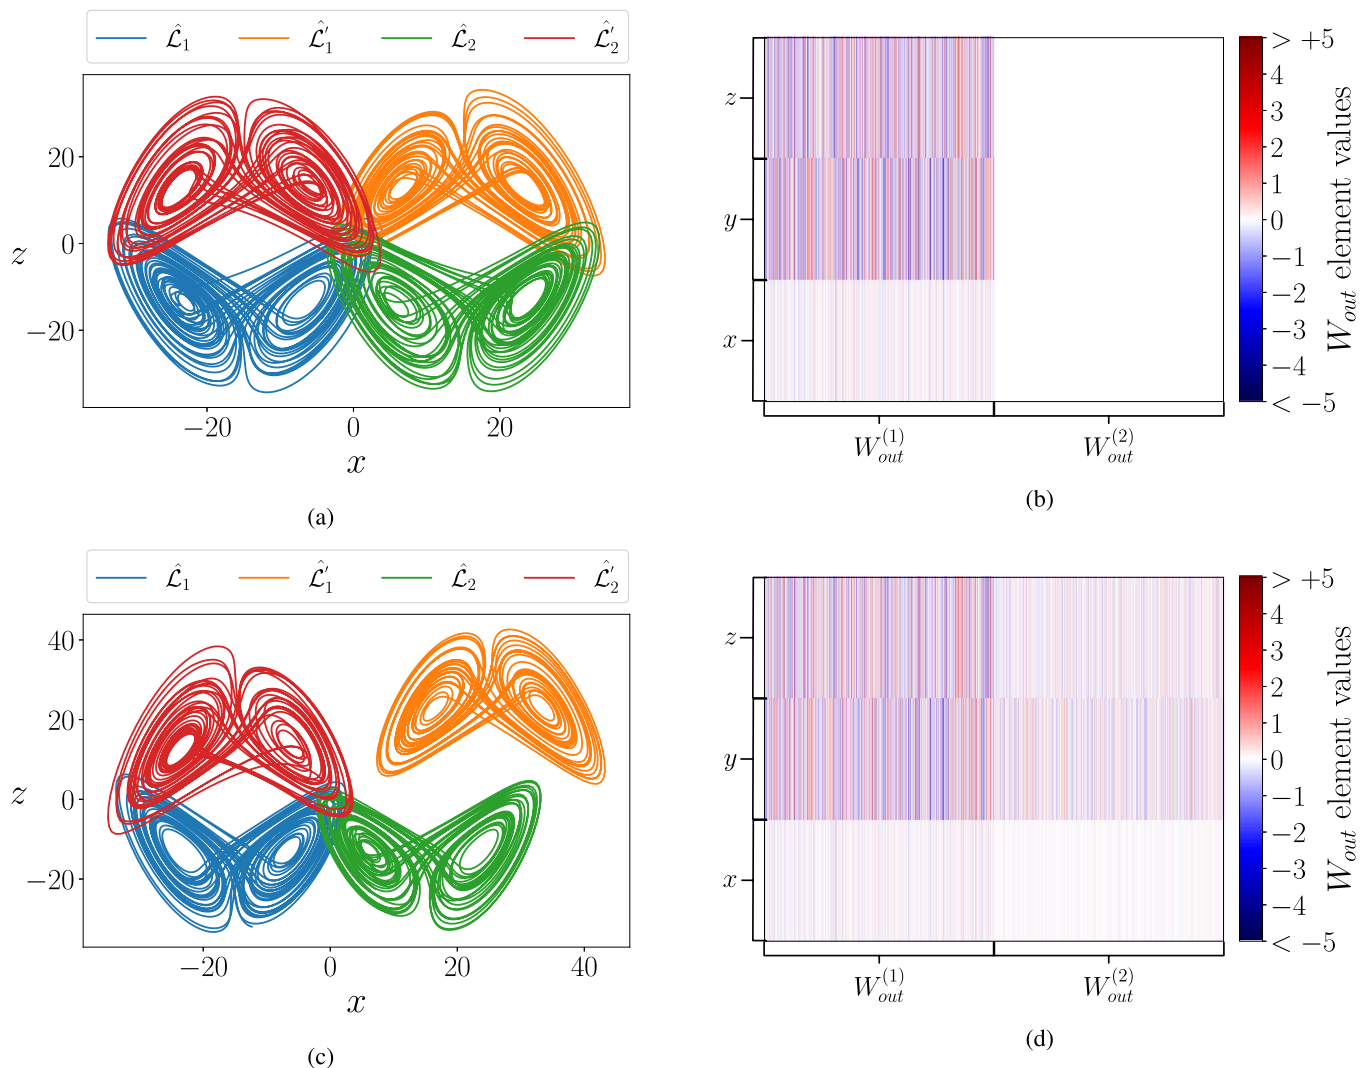 ℒ̂₁ ℒ̂′₁ ℒ̂₂ ℒ̂′₂
20
0
−20
z
−20 0 20
x
(a)
z
y
x
W_out^(1) W_out^(2)
> +5
4
3
2
1
0
−1
−2
−3
−4
< −5
W_out element values
(b)
ℒ̂₁ ℒ̂′₁ ℒ̂₂ ℒ̂′₂
40
20
0
−20
z
−20 0 20 40
x
(c)
z
y
x
W_out^(1) W_out^(2)
> +5
4
3
2
1
0
−1
−2
−3
−4
< −5
W_out element values
(d)